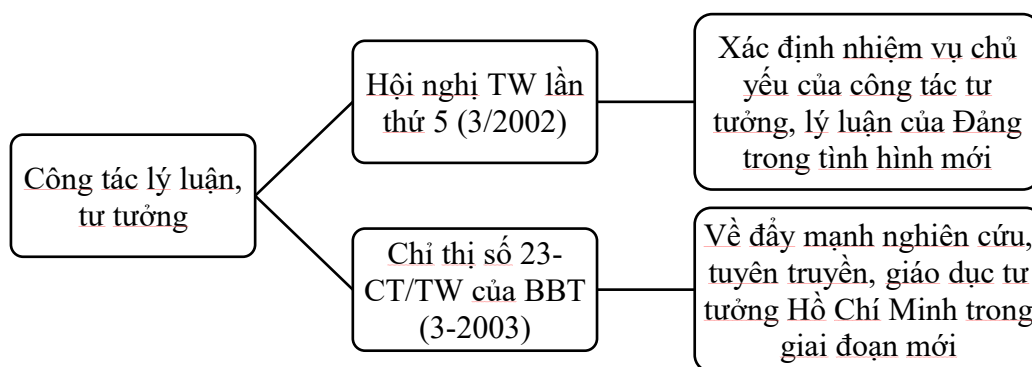 Công tác lý luận,
tư tưởng
Hội nghị TW lần
thứ 5 (3/2002)
Xác định nhiệm vụ chủ
yếu của công tác tư
tưởng, lý luận của Đảng
trong tình hình mới
Chỉ thị số 23-
CT/TW của BBT
(3-2003)
Về đẩy mạnh nghiên cứu,
tuyên truyền, giáo dục tư
tưởng Hồ Chí Minh trong
giai đoạn mới